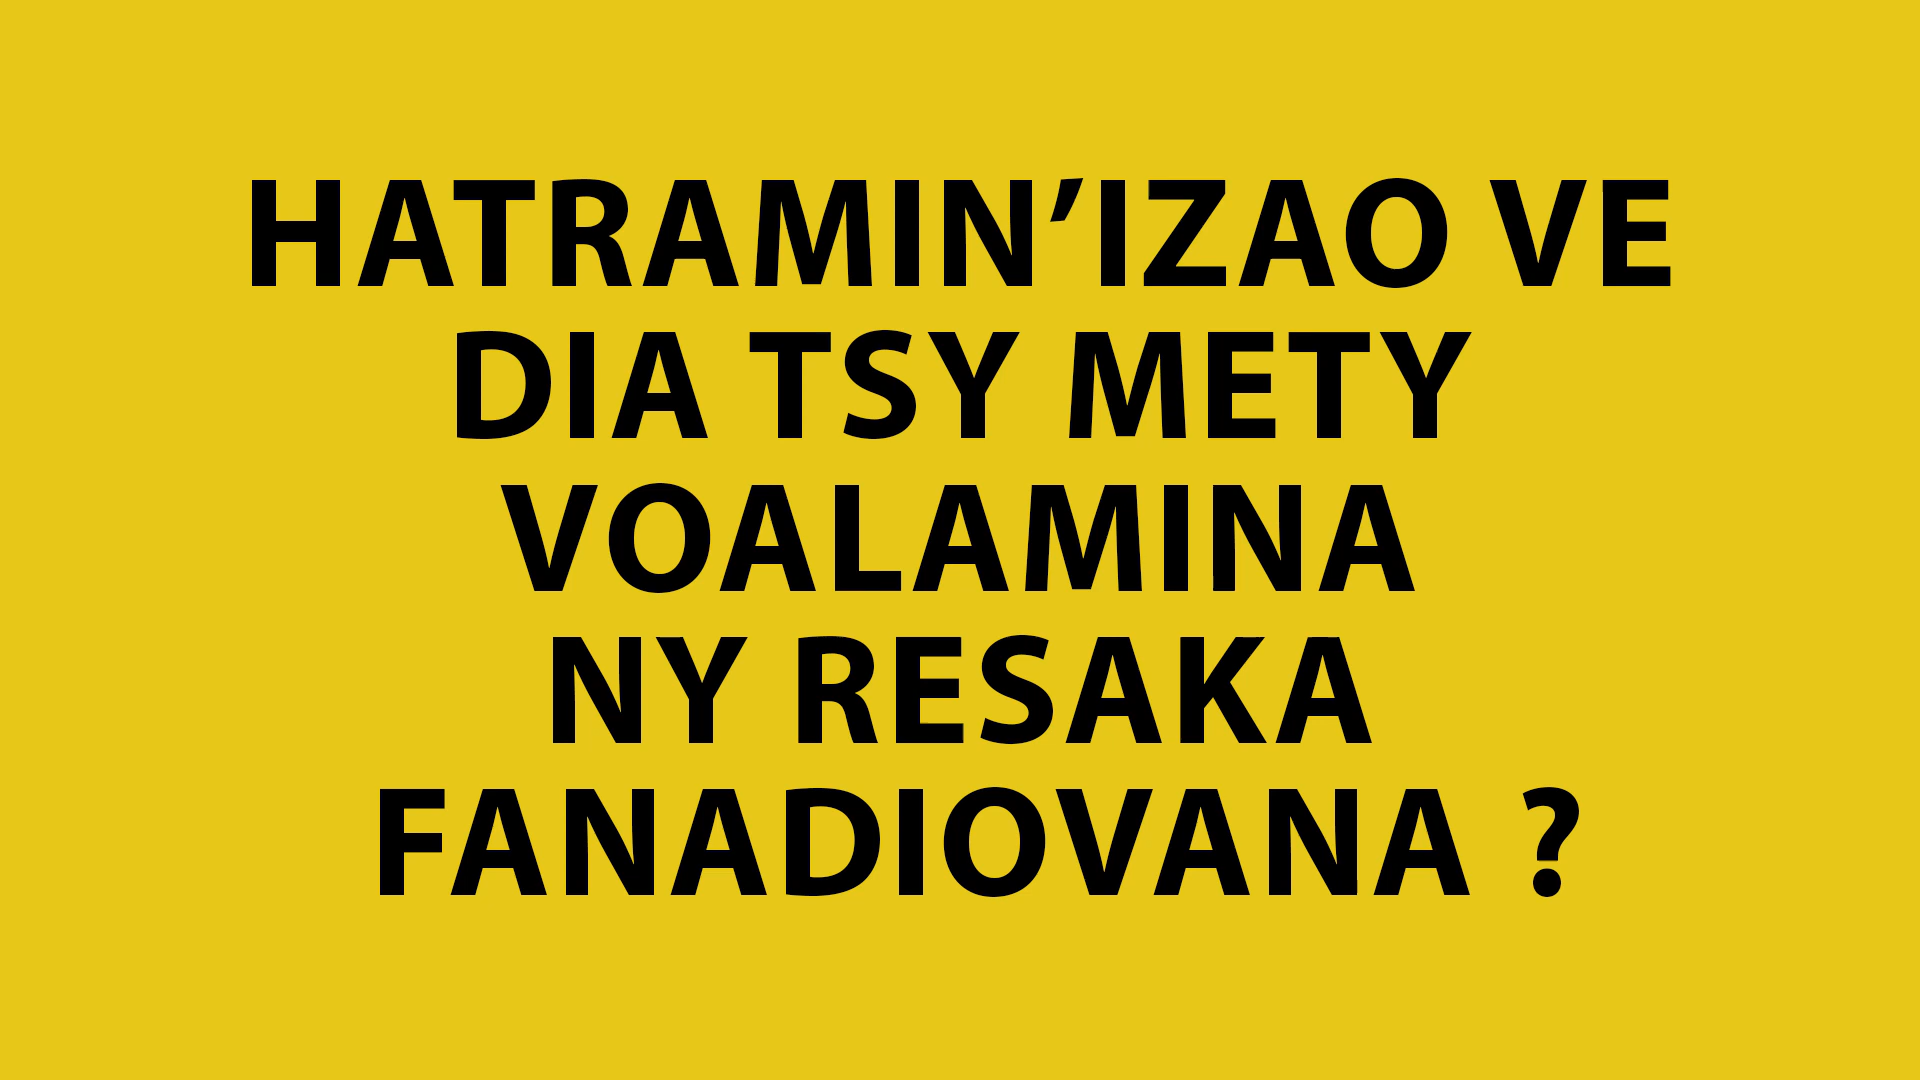 HATRAMIN’IZAO VE
DIA TSY METY
VOALAMINA
NY RESAKA
FANADIOVANA ?